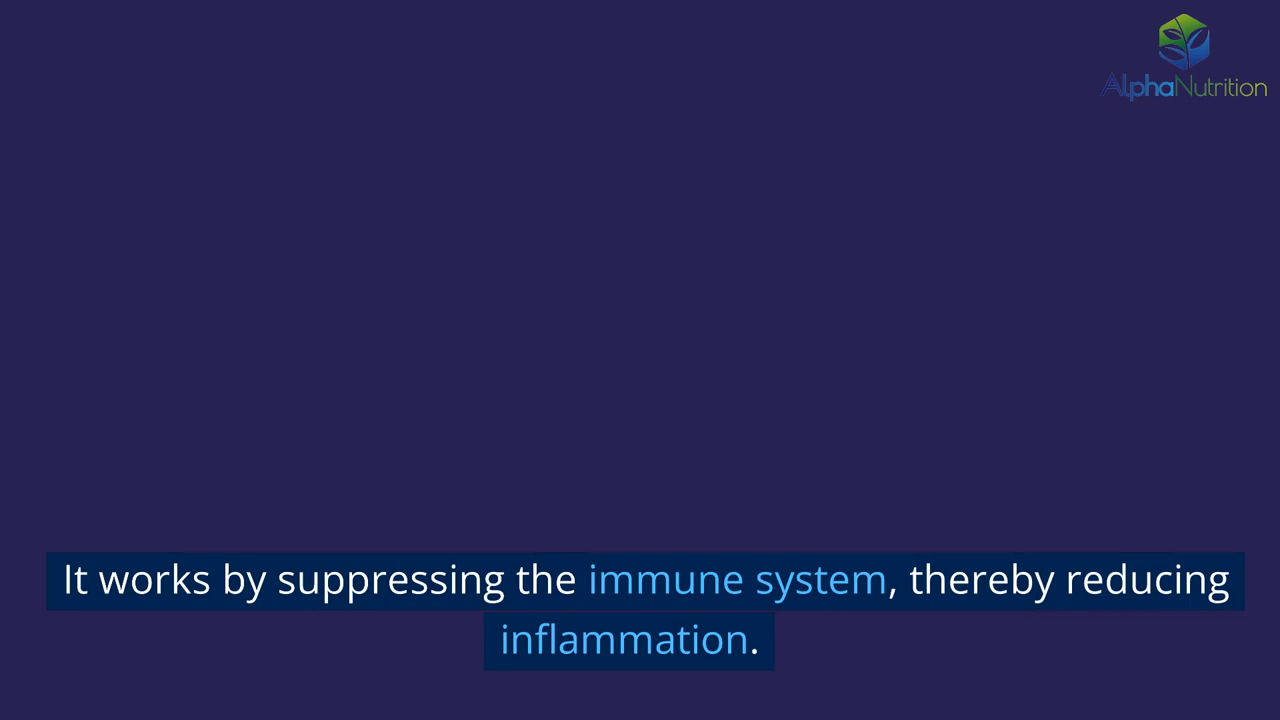 AlphaNutrition
It works by suppressing the immune system, thereby reducing
inflammation.